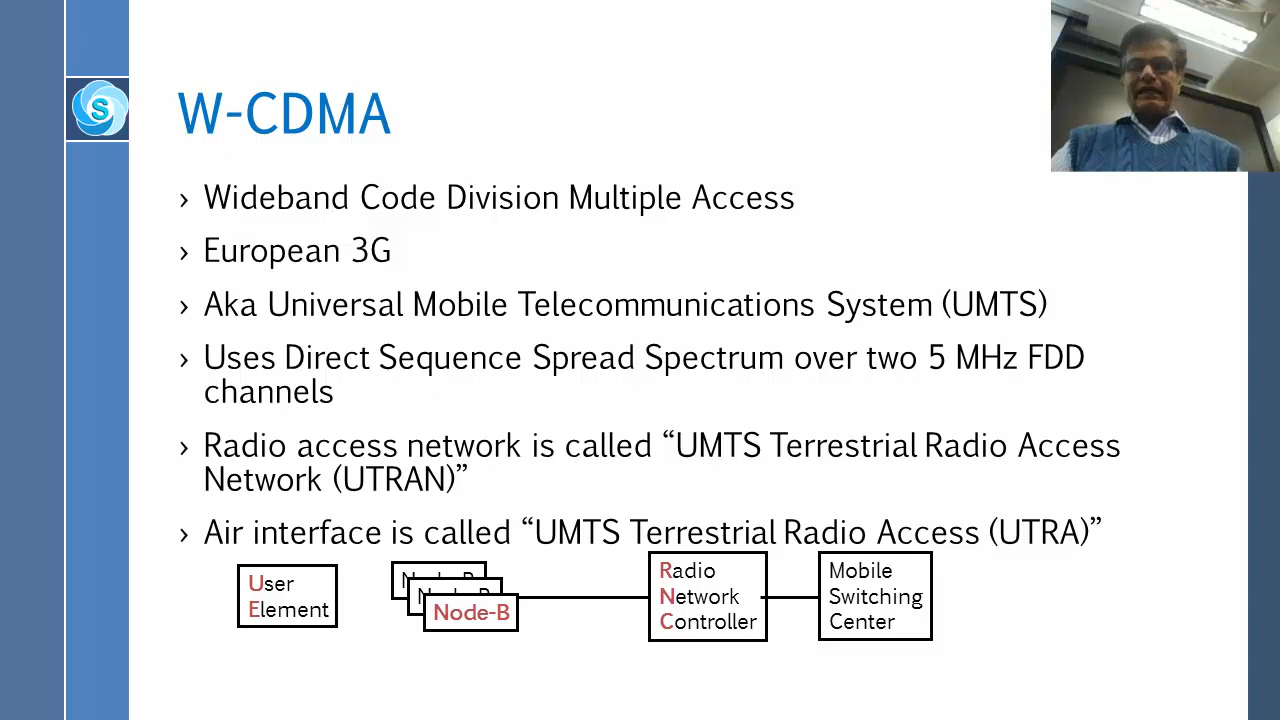 S
W-CDMA
› Wideband Code Division Multiple Access
› European 3G
› Aka Universal Mobile Telecommunications System (UMTS)
› Uses Direct Sequence Spread Spectrum over two 5 MHz FDD
channels
› Radio access network is called “UMTS Terrestrial Radio Access
Network (UTRAN)”
› Air interface is called “UMTS Terrestrial Radio Access (UTRA)”
User
Element
Node-B
Node-B
Node-B
Radio
Network
Controller
Mobile
Switching
Center